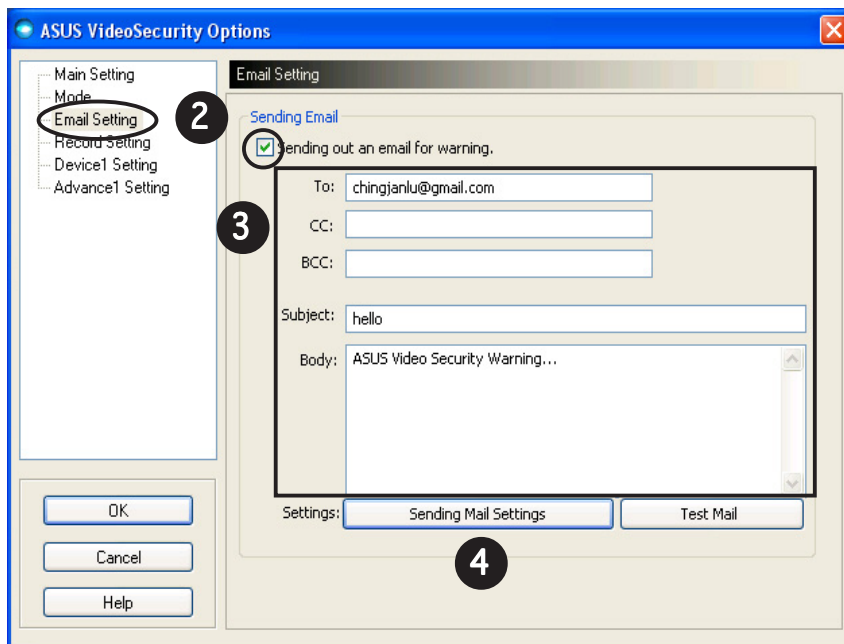 ASUS VideoSecurity Options
Main Setting
Mode
Email Setting
Record Setting
Device1 Setting
Advance1 Setting
2
OK
Cancel
Help
Email Setting
Sending Email
Sending out an email for warning.
3
To: chingjanlu@gmail.com
CC:
BCC:
Subject: hello
Body: ASUS Video Security Warning...
Settings: Sending Mail Settings Test Mail
4